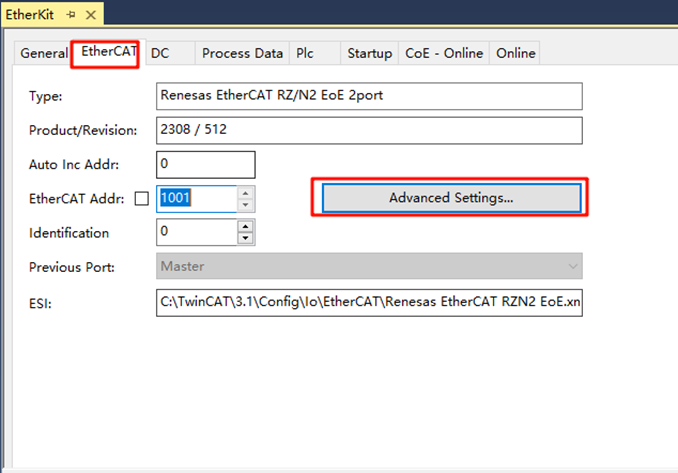 EtherKit
General EtherCAT DC Process Data Plc Startup CoE - Online Online
Type: Renesas EtherCAT RZ/N2 EoE 2port
Product/Revision: 2308 / 512
Auto Inc Addr: 0
EtherCAT Addr: 1001 Advanced Settings...
Identification 0
Previous Port: Master
ESI: C:\TwinCAT\3.1\Config\Io\EtherCAT\Renesas EtherCAT RZN2 EoE.xn